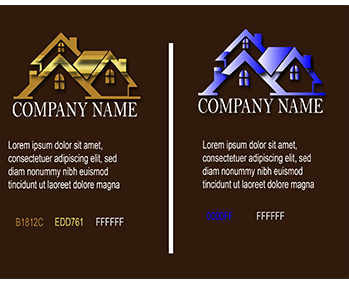 COMPANY NAME
Lorem ipsum dolor sit amet,
consectetuer adipiscing elit, sed
diam nonummy nibh euismod
tincidunt ut laoreet dolore magna
B1812C EDD761 FFFFFF
COMPANY NAME
Lorem ipsum dolor sit amet,
consectetuer adipiscing elit, sed
diam nonummy nibh euismod
tincidunt ut laoreet dolore magna
FFFFFF